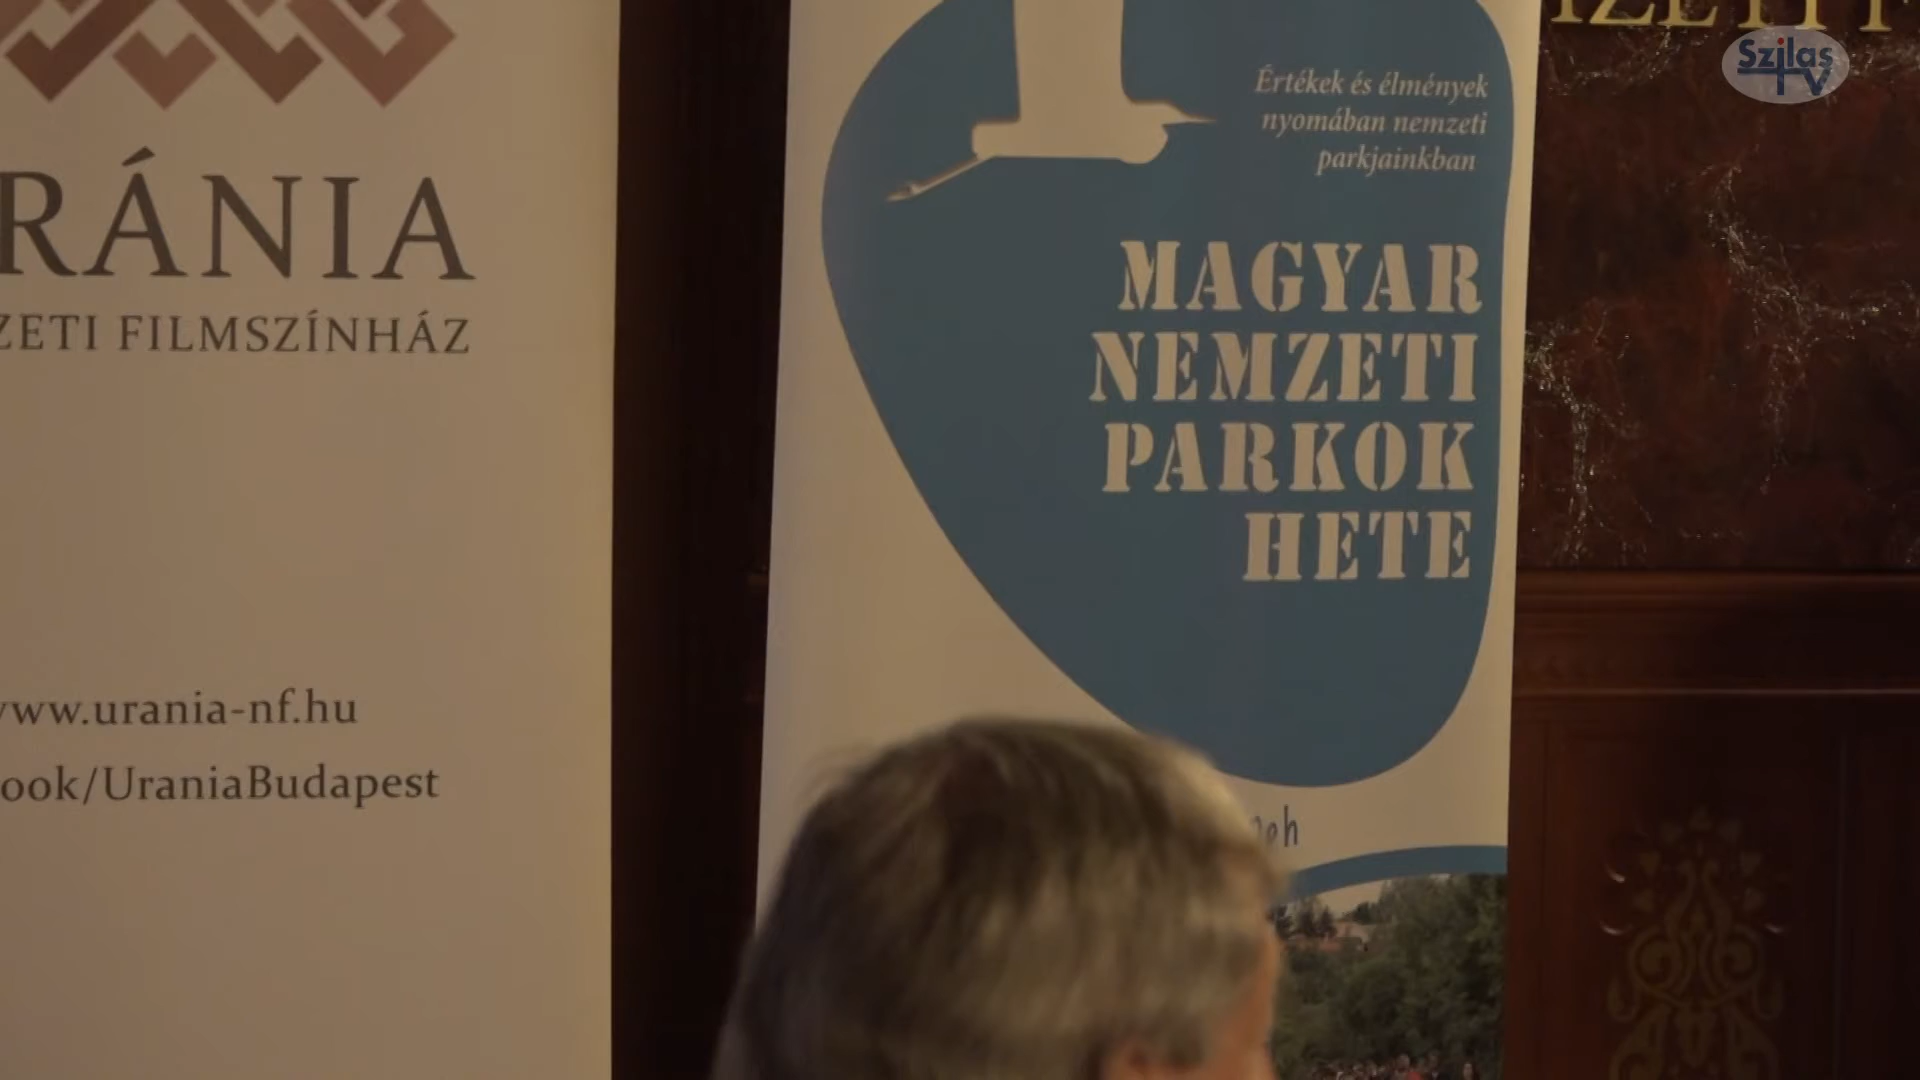 RÁNIA
ZETI FILMSZÍNHÁZ
www.urania-nf.hu
ook/UraniaBudapest
Értékek és élmények
nyomában nemzeti
parkjainkban
MAGYAR
NEMZETI
PARKOK
HETE
Szilas
TV